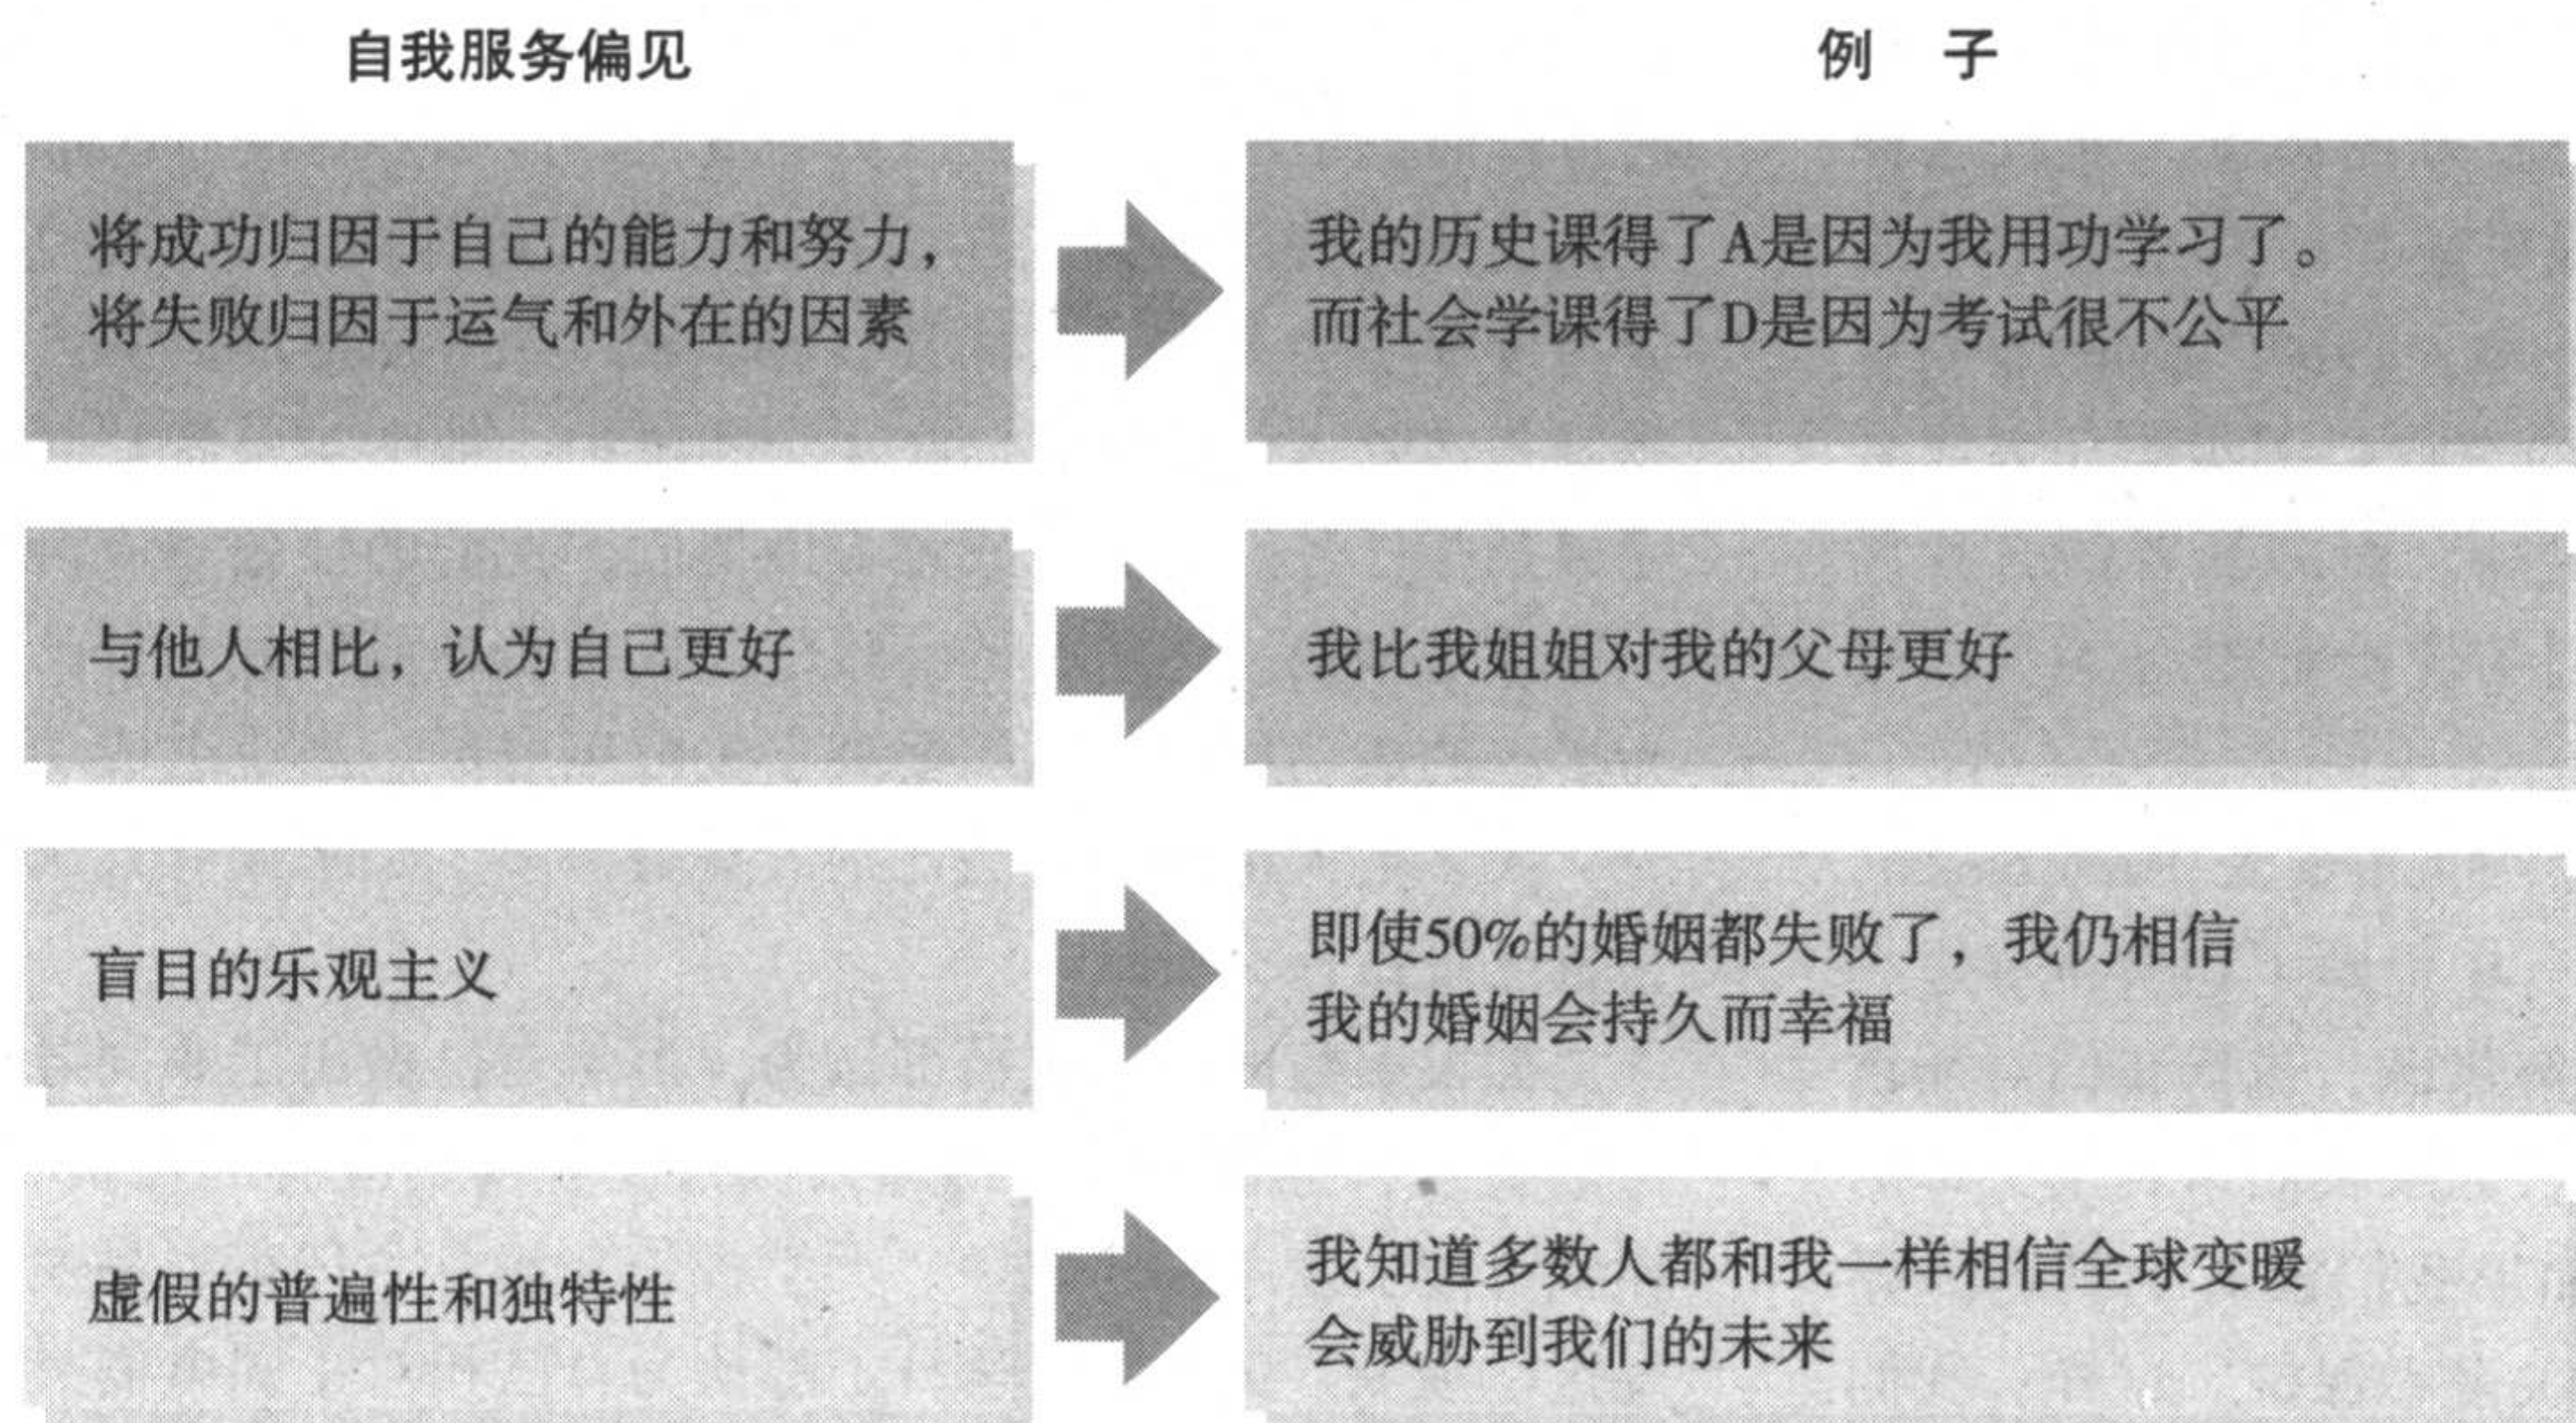 自我服务偏见
例 子
将成功归因于自己的能力和努力，
将失败归因于运气和外在的因素
我的历史课得了A是因为我用功学习了。
而社会学课得了D是因为考试很不公平
与他人相比，认为自己更好
我比我姐姐对我的父母更好
盲目的乐观主义
即使50%的婚姻都失败了，我仍相信
我的婚姻会持久而幸福
虚假的普遍性和独特性
我知道多数人都和我一样相信全球变暖
会威胁到我们的未来